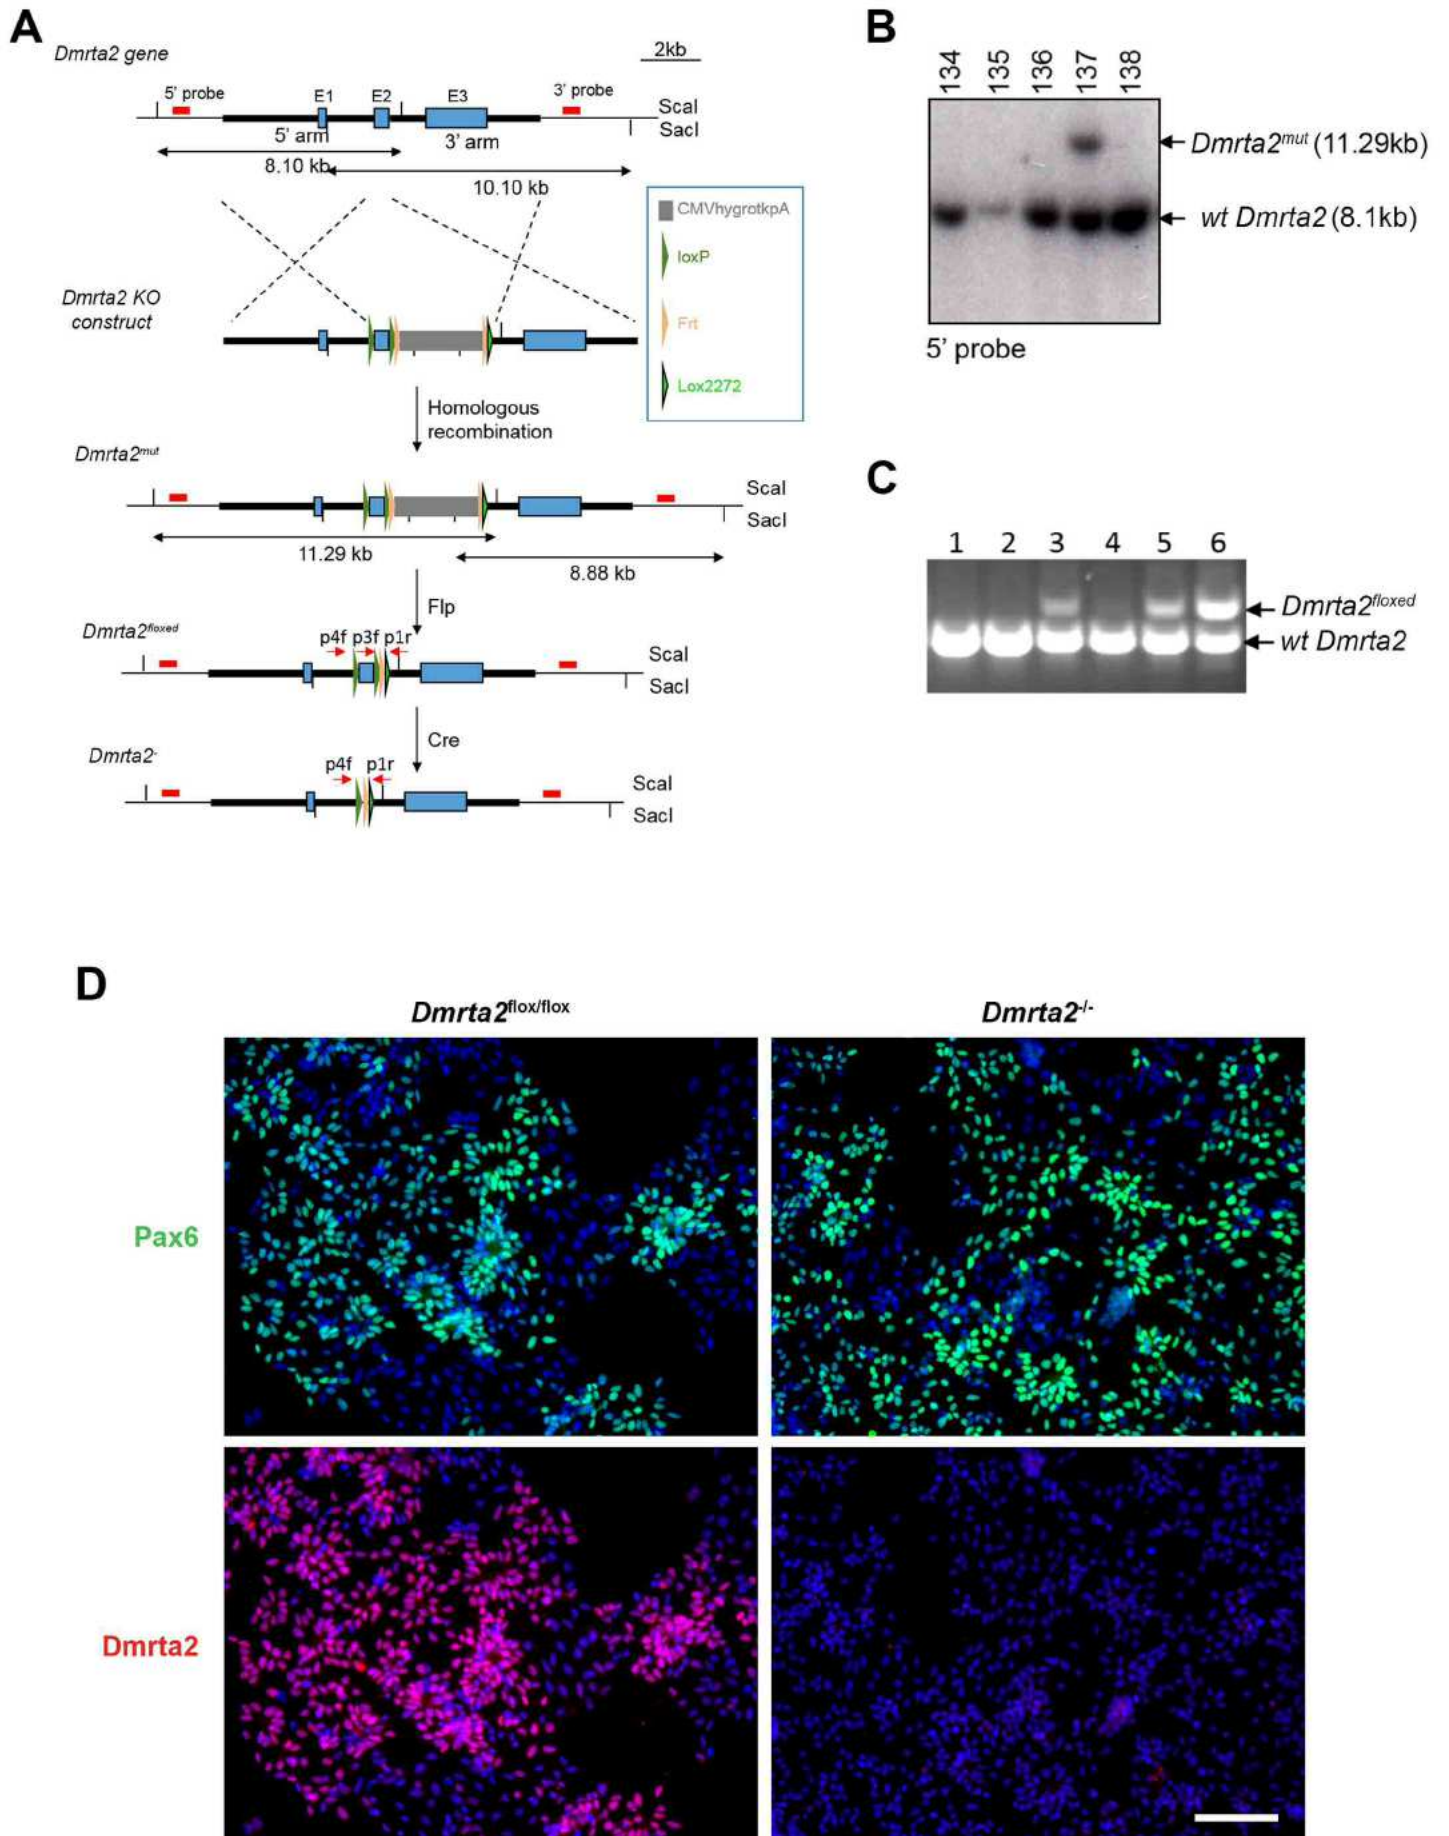 A
Dmrta2 gene
2kb
5' probe
E1
E2
E3
3' probe
ScaI
SacI
5' arm
3' arm
8.10 kb
10.10 kb
CMVhygrotkpA
loxP
Frt
Lox2272
Dmrta2 KO
construct
Homologous
recombination
Dmrta2mut
ScaI
SacI
11.29 kb
8.88 kb
Flp
Dmrta2floxed
p4f p3f p1r
ScaI
SacI
Cre
Dmrta2-
p4f p1r
ScaI
SacI
B
134 135 136 137 138
Dmrta2mut (11.29kb)
wt Dmrta2 (8.1kb)
5' probe
C
1 2 3 4 5 6
Dmrta2floxed
wt Dmrta2
D
Dmrta2flox/flox
Dmrta2-/-
Pax6
Dmrta2